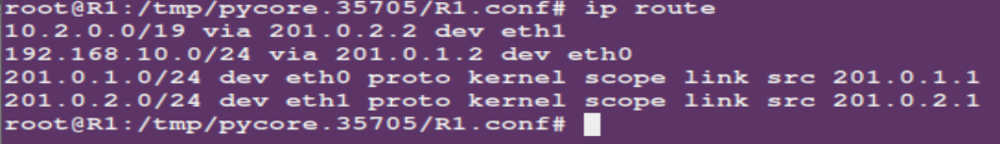 root@R1:/tmp/pycore.35705/R1.conf# ip route
10.2.0.0/19 via 201.0.2.2 dev eth1
192.168.10.0/24 via 201.0.1.2 dev eth0
201.0.1.0/24 dev eth0 proto kernel scope link src 201.0.1.1
201.0.2.0/24 dev eth1 proto kernel scope link src 201.0.2.1
root@R1:/tmp/pycore.35705/R1.conf#